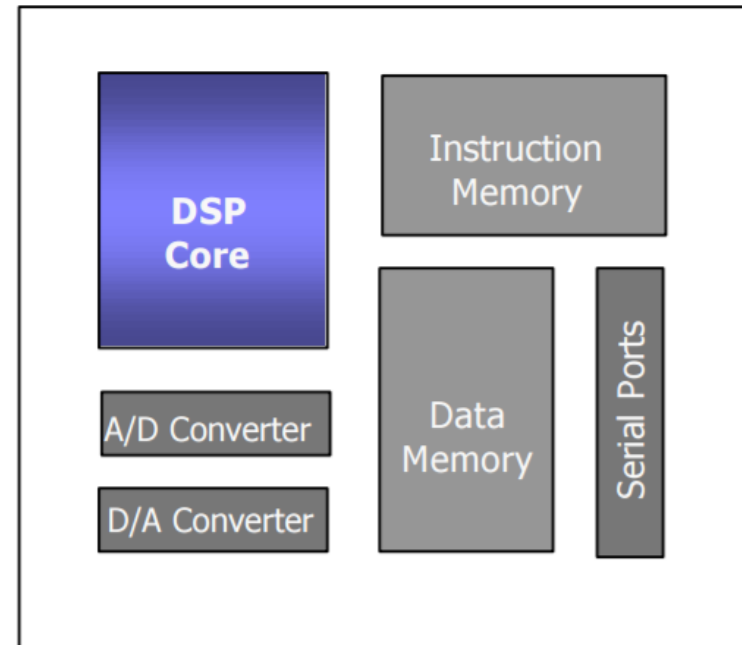 DSP
Core
Instruction
Memory
A/D Converter
D/A Converter
Data
Memory
Serial Ports